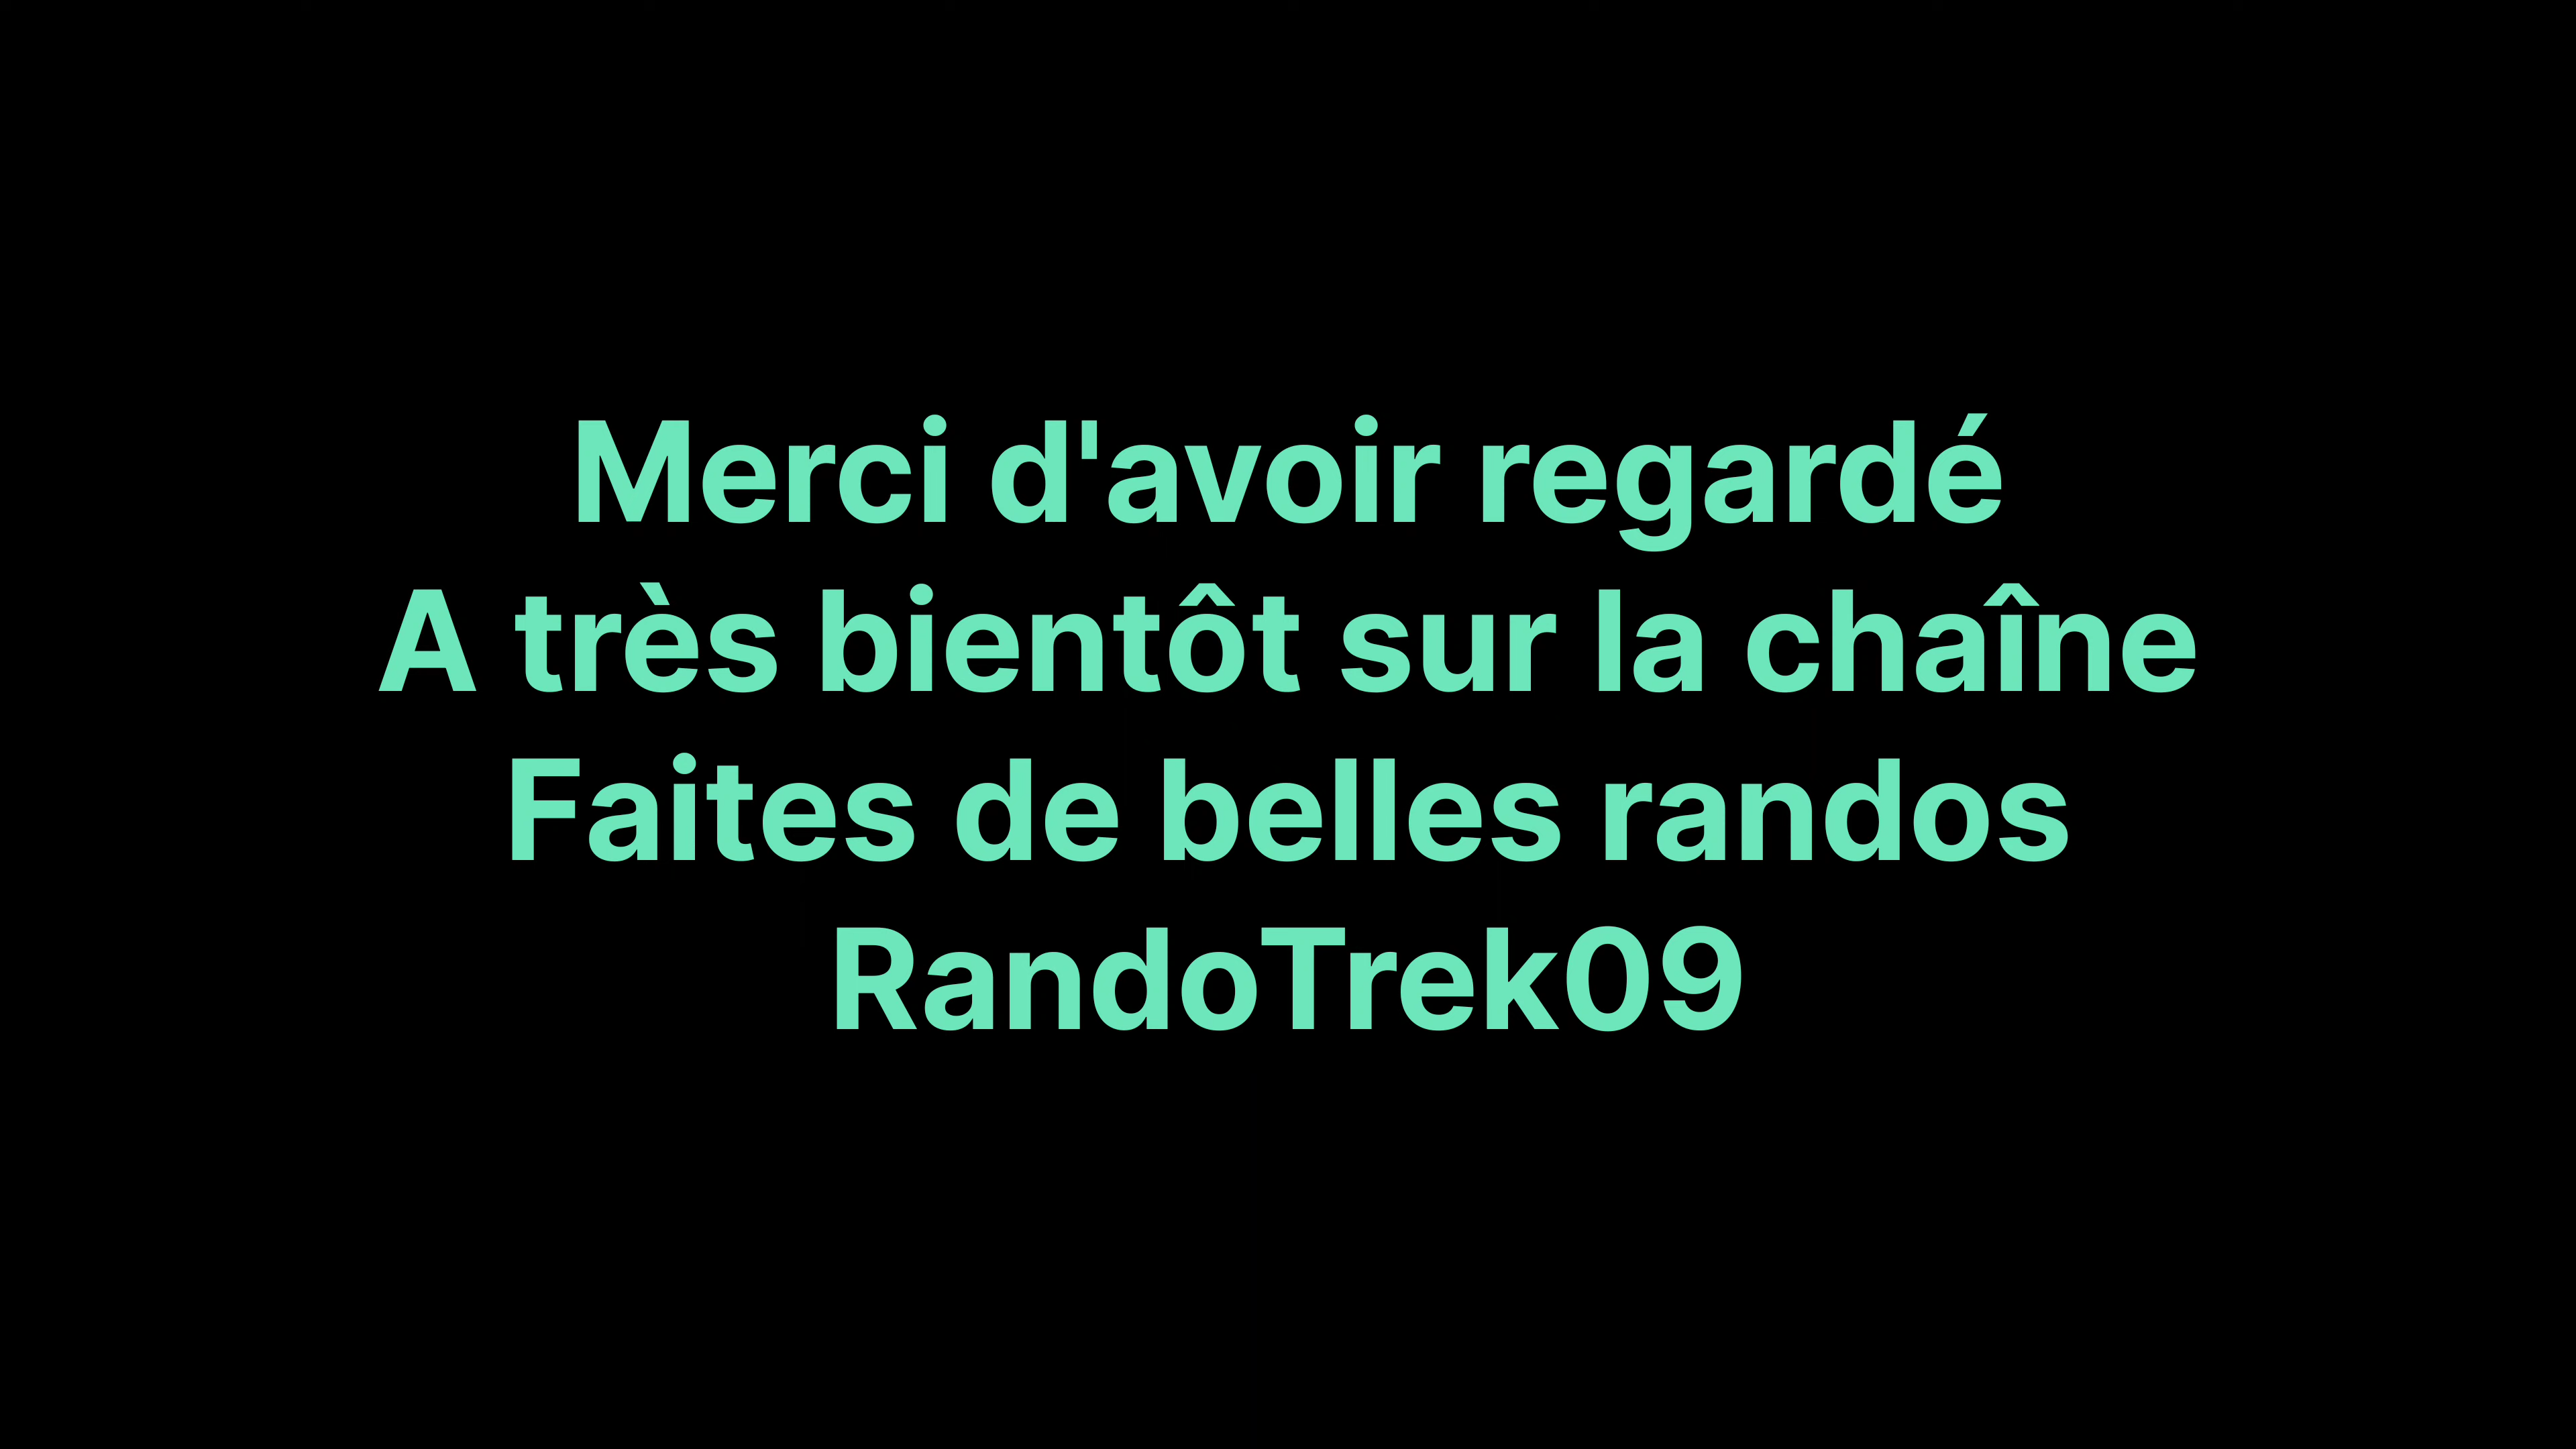 Merci d'avoir regardé
A très bientôt sur la chaîne
Faites de belles randos
RandoTrek09